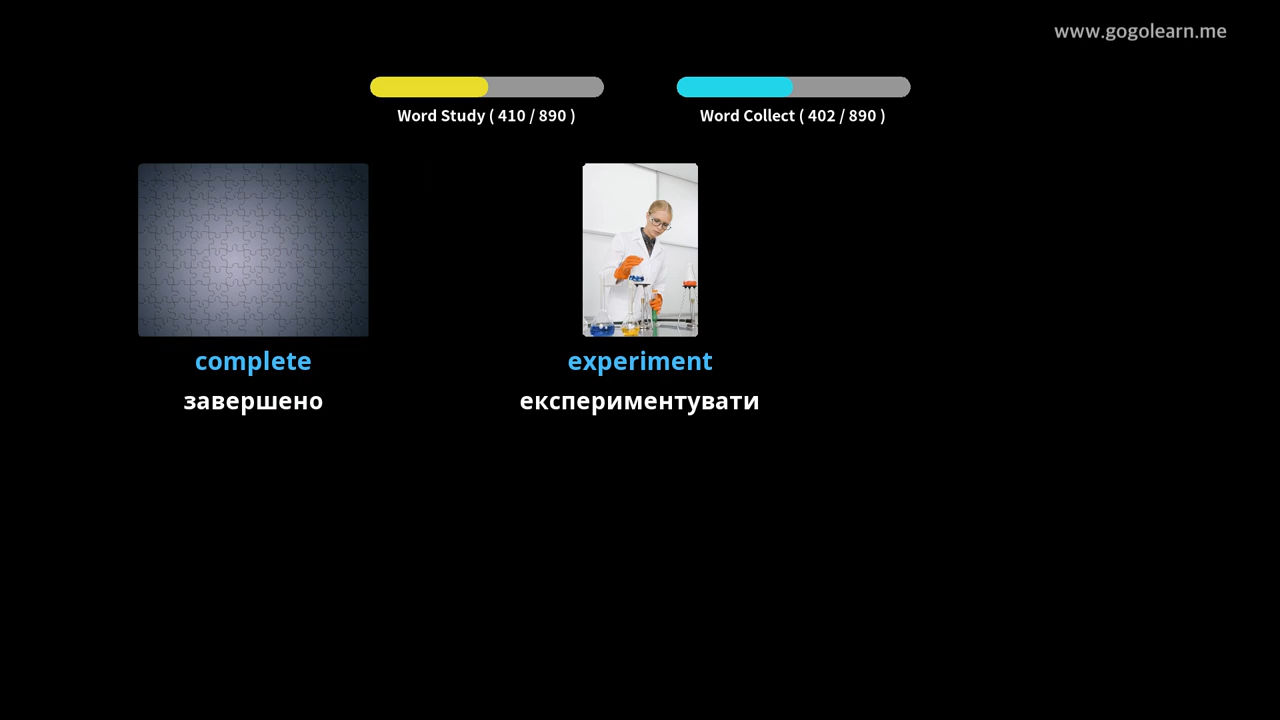 www.gogolearn.me
Word Study ( 410 / 890 )
Word Collect ( 402 / 890 )
complete
experiment
завершено
експериментувати